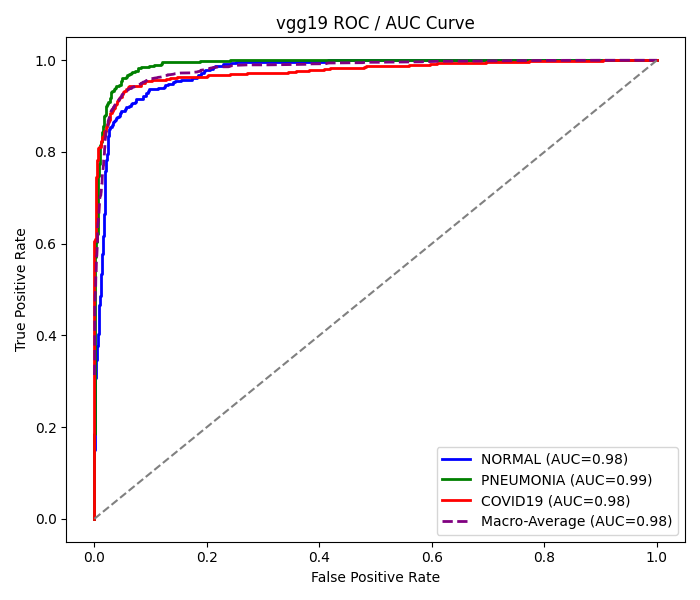 vgg19 ROC / AUC Curve
True Positive Rate
1.0
0.8
0.6
0.4
0.2
0.0
NORMAL (AUC=0.98)
PNEUMONIA (AUC=0.99)
COVID19 (AUC=0.98)
Macro-Average (AUC=0.98)
0.0 0.2 0.4 0.6 0.8 1.0
False Positive Rate